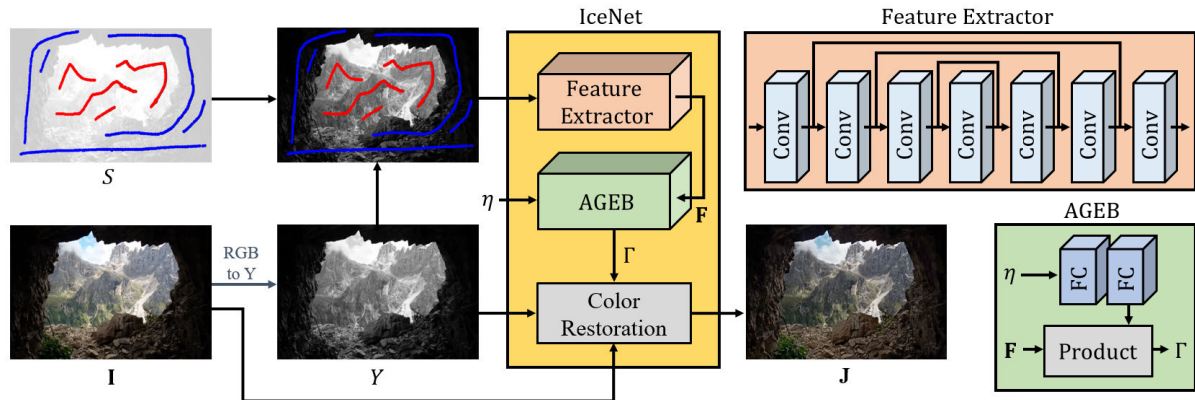 IceNet
Feature Extractor
Feature
Extractor
Conv
Conv
Conv
Conv
Conv
Conv
Conv
S
η
AGEB
F
AGEB
RGB
to Y
Γ
η
FC
FC
Color
Restoration
F
Product
Γ
I
Y
J